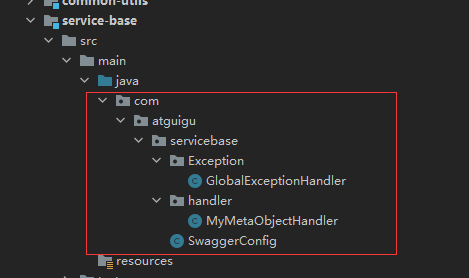 common-utils
service-base
src
main
java
com
atguigu
servicebase
Exception
GlobalExceptionHandler
handler
MyMetaObjectHandler
SwaggerConfig
resources